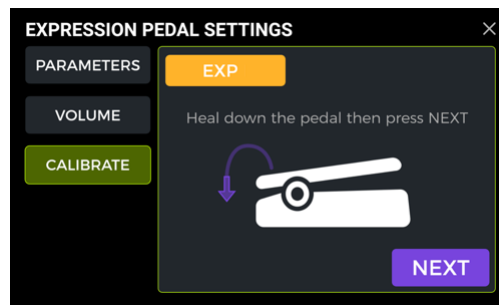 EXPRESSION PEDAL SETTINGS
PARAMETERS
EXP
VOLUME
Heal down the pedal then press NEXT
CALIBRATE
NEXT